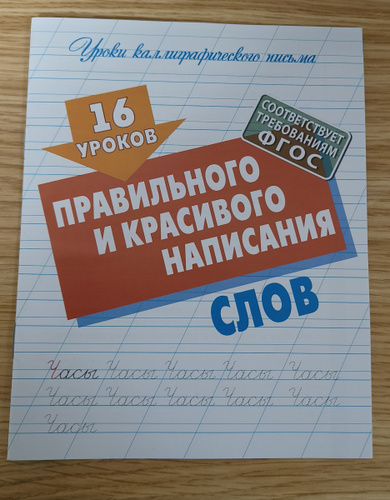 Уроки каллиграфического письма
16
УРОКОВ
СООТВЕТСТВУЕТ
ТРЕБОВАНИЯМ
ФГОС
ПРАВИЛЬНОГО
И КРАСИВОГО
НАПИСАНИЯ
СЛОВ
Часы Часы Часы Часы Часы
Часы Часы Часы Часы Часы
Часы